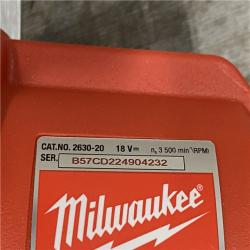 CAT.NO. 2630-20 18 V⎓ n₀ 3 500 min⁻¹(RPM)
SER. B57CD224904232
Milwaukee